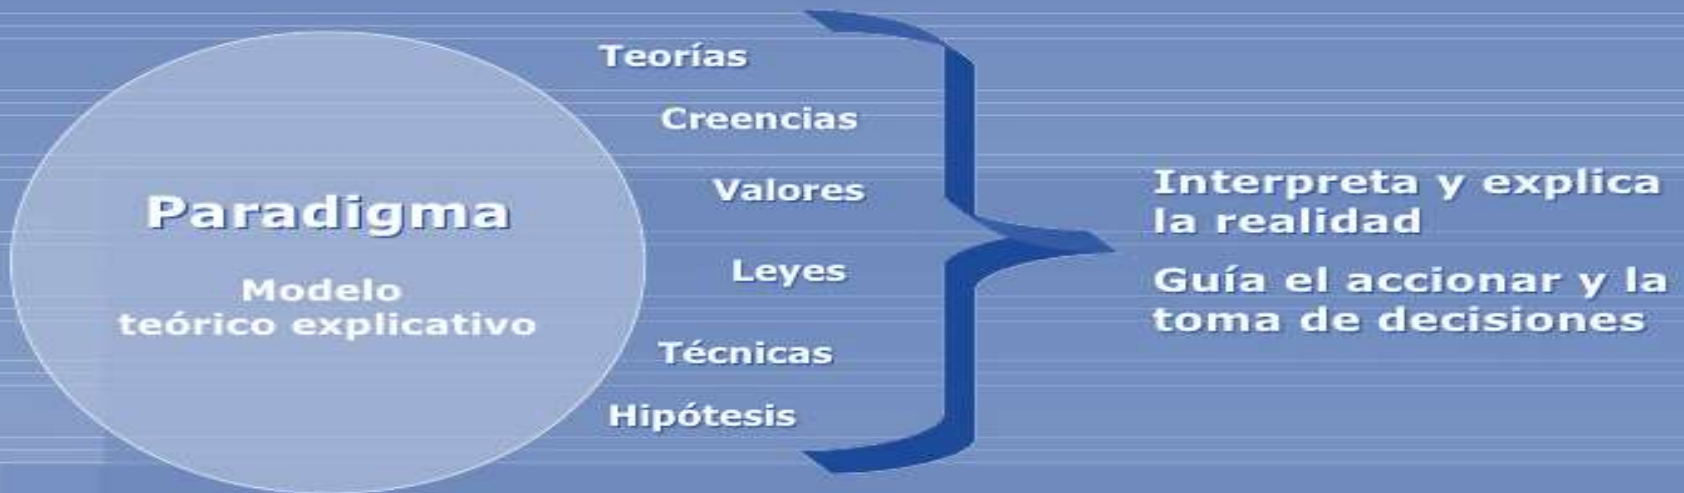 Paradigma
Modelo
teórico explicativo
Teorías
Creencias
Valores
Leyes
Técnicas
Hipótesis
Interpreta y explica
la realidad
Guía el accionar y la
toma de decisiones